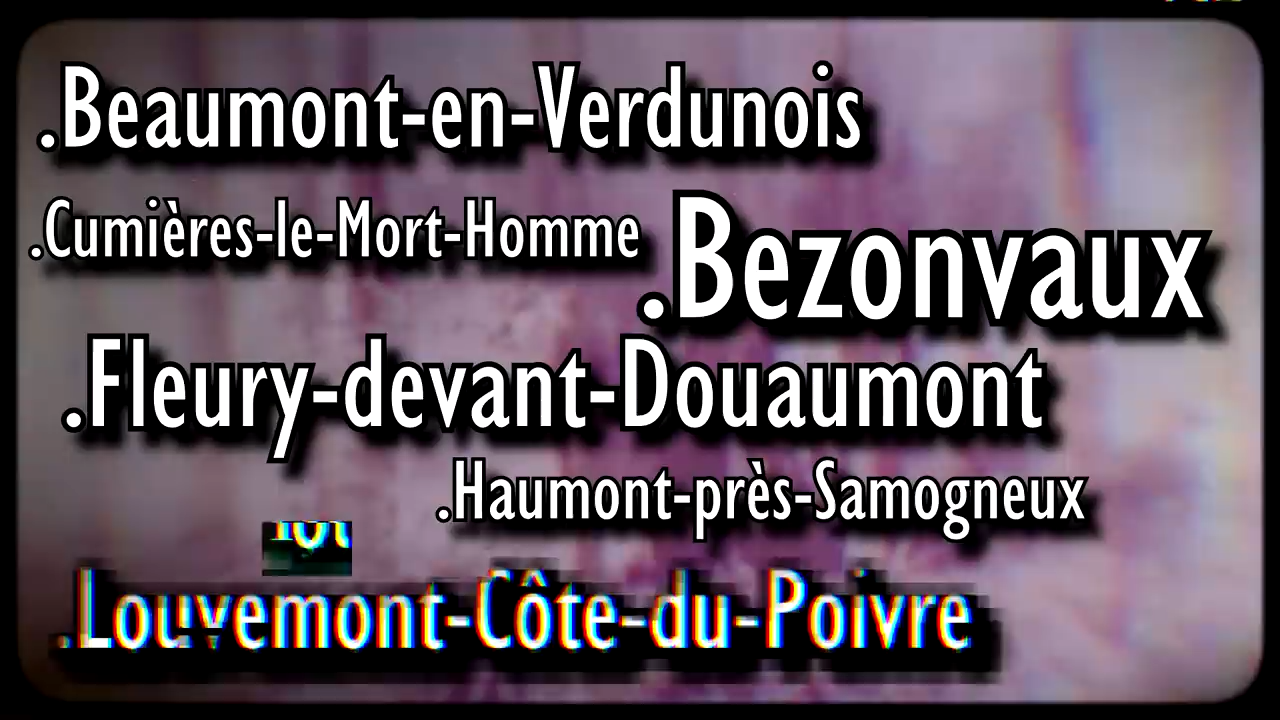 .Beaumont-en-Verdunois
.Cumières-le-Mort-Homme
.Bezonvaux
.Fleury-devant-Douaumont
.Haumont-près-Samogneux
.Louvemont-Côte-du-Poivre